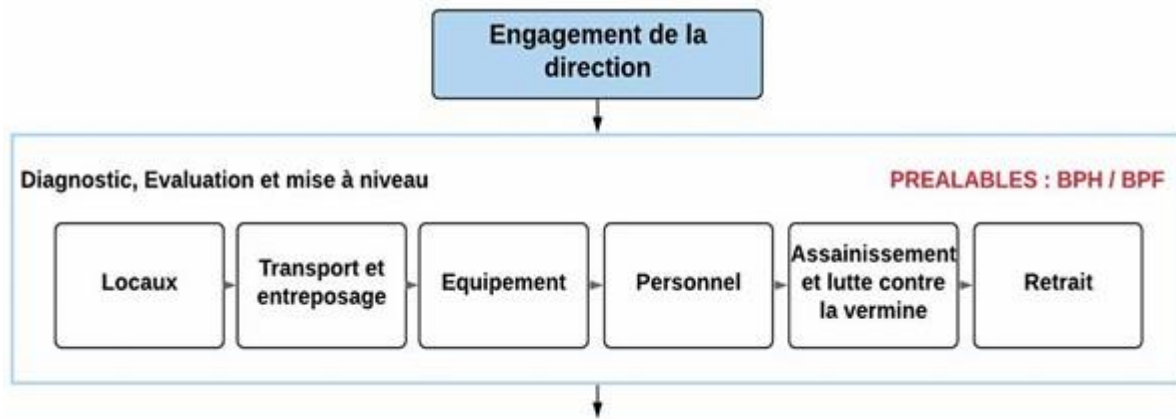 Engagement de la
direction
Diagnostic, Evaluation et mise à niveau
PREALABLES : BPH / BPF
Locaux
Transport et
entreposage
Equipement
Personnel
Assainissement
et lutte contre
la vermine
Retrait